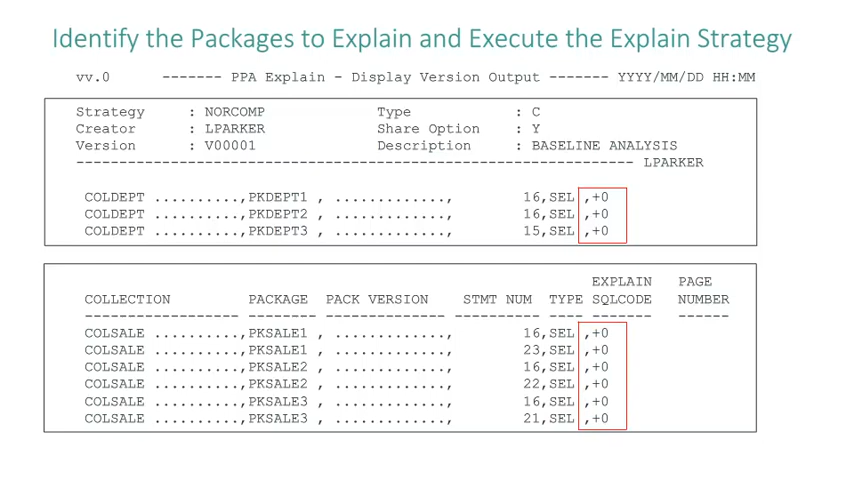 Identify the Packages to Explain and Execute the Explain Strategy
vv.0 ------- PPA Explain - Display Version Output ------- YYYY/MM/DD HH:MM
Strategy : NORCOMP Type : C
Creator : LPARKER Share Option : Y
Version : V00001 Description : BASELINE ANALYSIS
----------------------------------------------------------------- LPARKER
COLDEPT ..........,PKDEPT1 , ............., 16,SEL ,+0
COLDEPT ..........,PKDEPT2 , ............., 16,SEL ,+0
COLDEPT ..........,PKDEPT3 , ............., 15,SEL ,+0
EXPLAIN PAGE
COLLECTION PACKAGE PACK VERSION STMT NUM TYPE SQLCODE NUMBER
------------------ -------- -------------- ---------- ---- ------- ------
COLSALE ..........,PKSALE1 , ............., 16,SEL ,+0
COLSALE ..........,PKSALE1 , ............., 23,SEL ,+0
COLSALE ..........,PKSALE2 , ............., 16,SEL ,+0
COLSALE ..........,PKSALE2 , ............., 22,SEL ,+0
COLSALE ..........,PKSALE3 , ............., 16,SEL ,+0
COLSALE ..........,PKSALE3 , ............., 21,SEL ,+0